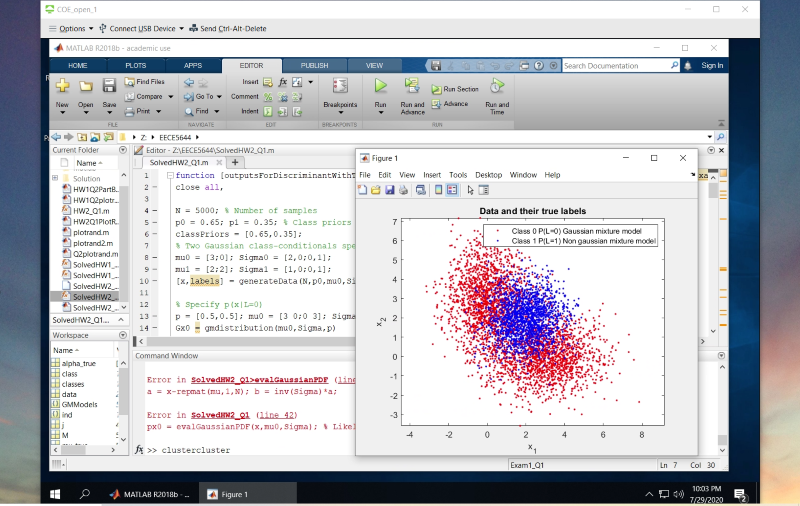 COE_open_1
Options
Connect USB Device
Send Ctrl-Alt-Delete
MATLAB R2018b - academic use
HOME PLOTS APPS EDITOR PUBLISH VIEW
Search Documentation
Sign In
New Open Save
Find Files
Compare
Print
Go To
Find
Insert
Comment
Indent
Breakpoints
Run
Run and Advance
Run Section
Advance
Run and Time
FILE NAVIGATE EDIT BREAKPOINTS RUN
Z: EECE5644
Current Folder
Name
Solution
HW1Q2PartB
HW1Q2plotr...
HW2_Q1.m
HW2Q1PlotR...
plotrand.m
plotrand2.m
Q2plotrand.m
SolvedHW1_...
SolvedHW1_...
SolvedHW2_...
SolvedHW2_...
SolvedHW2_...
SolvedHW2_Q1...
Workspace
Name
alpha_true
class
classes
data
GMModels
ind
j
M
Editor - Z:\EECE5644\SolvedHW2_Q1.m
SolvedHW2_Q1.m
1 function [outputsForDiscriminantWithT
2 close all,
3
4 N = 5000; % Number of samples
5 p0 = 0.65; p1 = 0.35; % Class priors
6 classPriors = [0.65,0.35];
7 % Two Gaussian class-conditionals spe
8 mu0 = [3;0]; Sigma0 = [2,0;0,1];
9 mu1 = [2;2]; Sigma1 = [1,0;0,1];
10 [x,labels] = generateData(N,p0,mu0,Si
11
12 % Specify p(x|L=0)
13 p = [0.5,0.5]; mu0 = [3 0;0 3]; Sigma
14 Gx0 = gmdistribution(mu0,Sigma,p)
Command Window
Error in SolvedHW2_Q1>evalGaussianPDF (line
a = x-repmat(mu,1,N); b = inv(Sigma)*a;
Error in SolvedHW2_Q1 (line 42)
px0 = evalGaussianPDF(x,mu0,Sigma); % Likel
fx >> clustercluster
Figure 1
File Edit View Insert Tools Desktop Window Help
Data and their true labels
Class 0 P(L=0) Gaussian mixture model
Class 1 P(L=1) Non gaussian mixture model
7
6
5
4
3
2
1
0
-1
-2
-3
x2
-4 -2 0 2 4 6 8
x1
Exam1_Q1
Ln 7 Col 30
MATLAB R2018b - ...
Figure 1
10:03 PM
7/29/2020
2